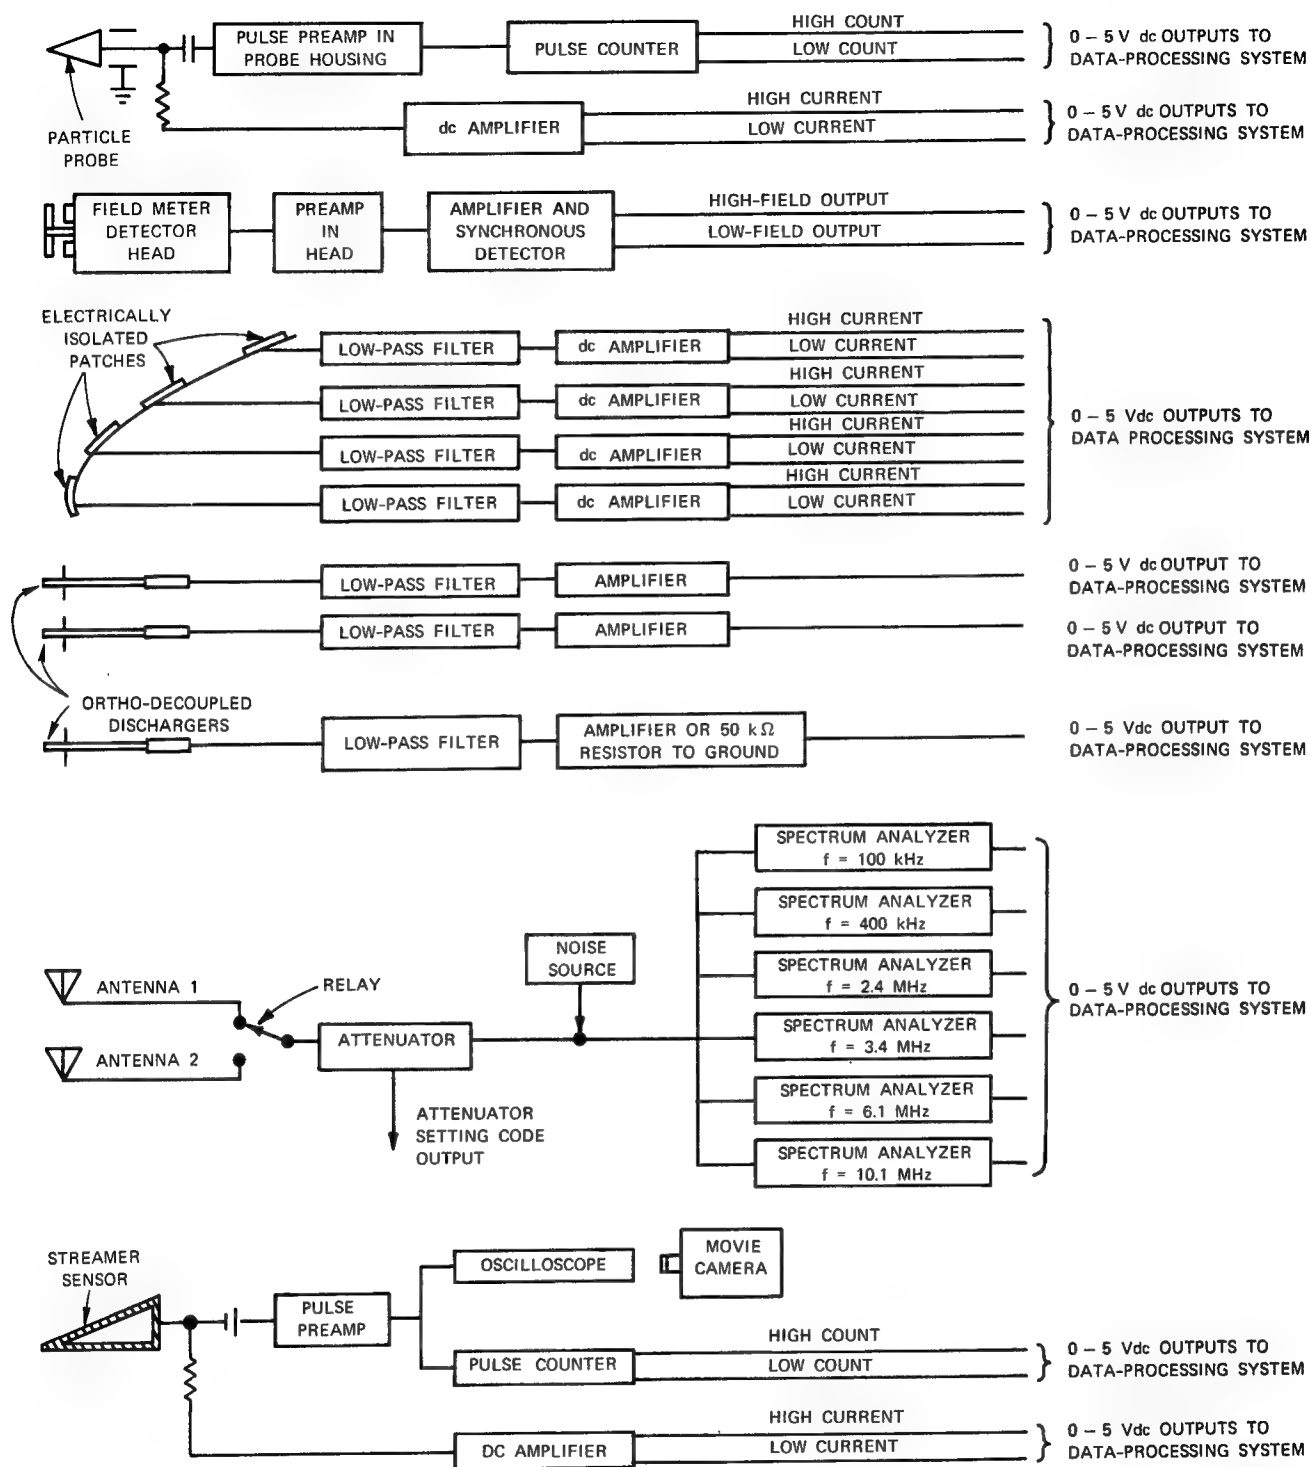 HIGH COUNT
PULSE PREAMP IN
PROBE HOUSING
PULSE COUNTER
LOW COUNT
0 – 5 V dc OUTPUTS TO
DATA-PROCESSING SYSTEM
PARTICLE
PROBE
dc AMPLIFIER
HIGH CURRENT
LOW CURRENT
0 – 5 V dc OUTPUTS TO
DATA-PROCESSING SYSTEM
FIELD METER
DETECTOR
HEAD
PREAMP
IN
HEAD
AMPLIFIER AND
SYNCHRONOUS
DETECTOR
HIGH-FIELD OUTPUT
LOW-FIELD OUTPUT
0 – 5 V dc OUTPUTS TO
DATA-PROCESSING SYSTEM
ELECTRICALLY
ISOLATED
PATCHES
LOW-PASS FILTER
dc AMPLIFIER
HIGH CURRENT
LOW CURRENT
LOW-PASS FILTER
dc AMPLIFIER
HIGH CURRENT
LOW CURRENT
LOW-PASS FILTER
dc AMPLIFIER
HIGH CURRENT
LOW CURRENT
LOW-PASS FILTER
dc AMPLIFIER
HIGH CURRENT
LOW CURRENT
0 – 5 Vdc OUTPUTS TO
DATA PROCESSING SYSTEM
LOW-PASS FILTER
AMPLIFIER
0 – 5 V dc OUTPUT TO
DATA-PROCESSING SYSTEM
LOW-PASS FILTER
AMPLIFIER
0 – 5 V dc OUTPUT TO
DATA-PROCESSING SYSTEM
ORTHO-DECOUPLED
DISCHARGERS
LOW-PASS FILTER
AMPLIFIER OR 50 kΩ
RESISTOR TO GROUND
0 – 5 Vdc OUTPUT TO
DATA-PROCESSING SYSTEM
SPECTRUM ANALYZER
f = 100 kHz
SPECTRUM ANALYZER
f = 400 kHz
SPECTRUM ANALYZER
f = 2.4 MHz
SPECTRUM ANALYZER
f = 3.4 MHz
SPECTRUM ANALYZER
f = 6.1 MHz
SPECTRUM ANALYZER
f = 10.1 MHz
0 – 5 V dc OUTPUTS TO
DATA-PROCESSING SYSTEM
NOISE
SOURCE
ANTENNA 1
RELAY
ANTENNA 2
ATTENUATOR
ATTENUATOR
SETTING CODE
OUTPUT
STREAMER
SENSOR
PULSE
PREAMP
OSCILLOSCOPE
MOVIE
CAMERA
PULSE COUNTER
HIGH COUNT
LOW COUNT
0 – 5 Vdc OUTPUTS TO
DATA-PROCESSING SYSTEM
DC AMPLIFIER
HIGH CURRENT
LOW CURRENT
0 – 5 Vdc OUTPUTS TO
DATA-PROCESSING SYSTEM